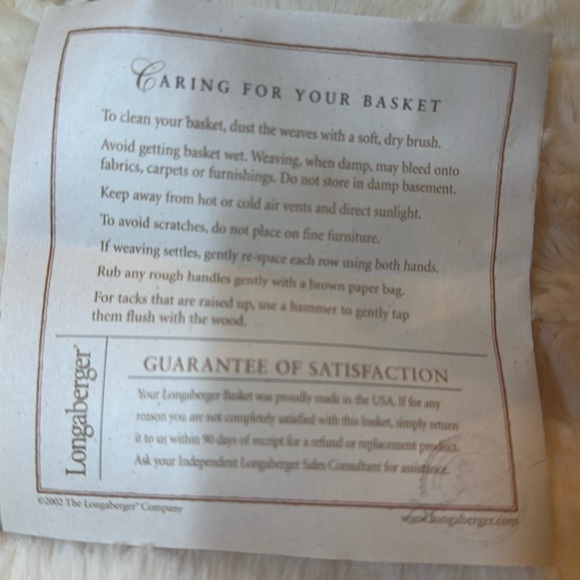 CARING FOR YOUR BASKET
To clean your basket, dust the weaves with a soft, dry brush.
Avoid getting basket wet. Weaving, when damp, may bleed onto
fabrics, carpets or furnishings. Do not store in damp basement.
Keep away from hot or cold air vents and direct sunlight.
To avoid scratches, do not place on fine furniture.
If weaving settles, gently re-space each row using both hands.
Rub any rough handles gently with a brown paper bag.
For tacks that are raised up, use a hammer to gently tap
them flush with the wood.
Longaberger®
GUARANTEE OF SATISFACTION
Your Longaberger Basket was proudly made in the USA. If for any
reason you are not completely satisfied with this basket, simply return
it to us within 90 days of receipt for a refund or replacement product.
Ask your Independent Longaberger Sales Consultant for assistance.
©2002 The Longaberger® Company
www.longaberger.com